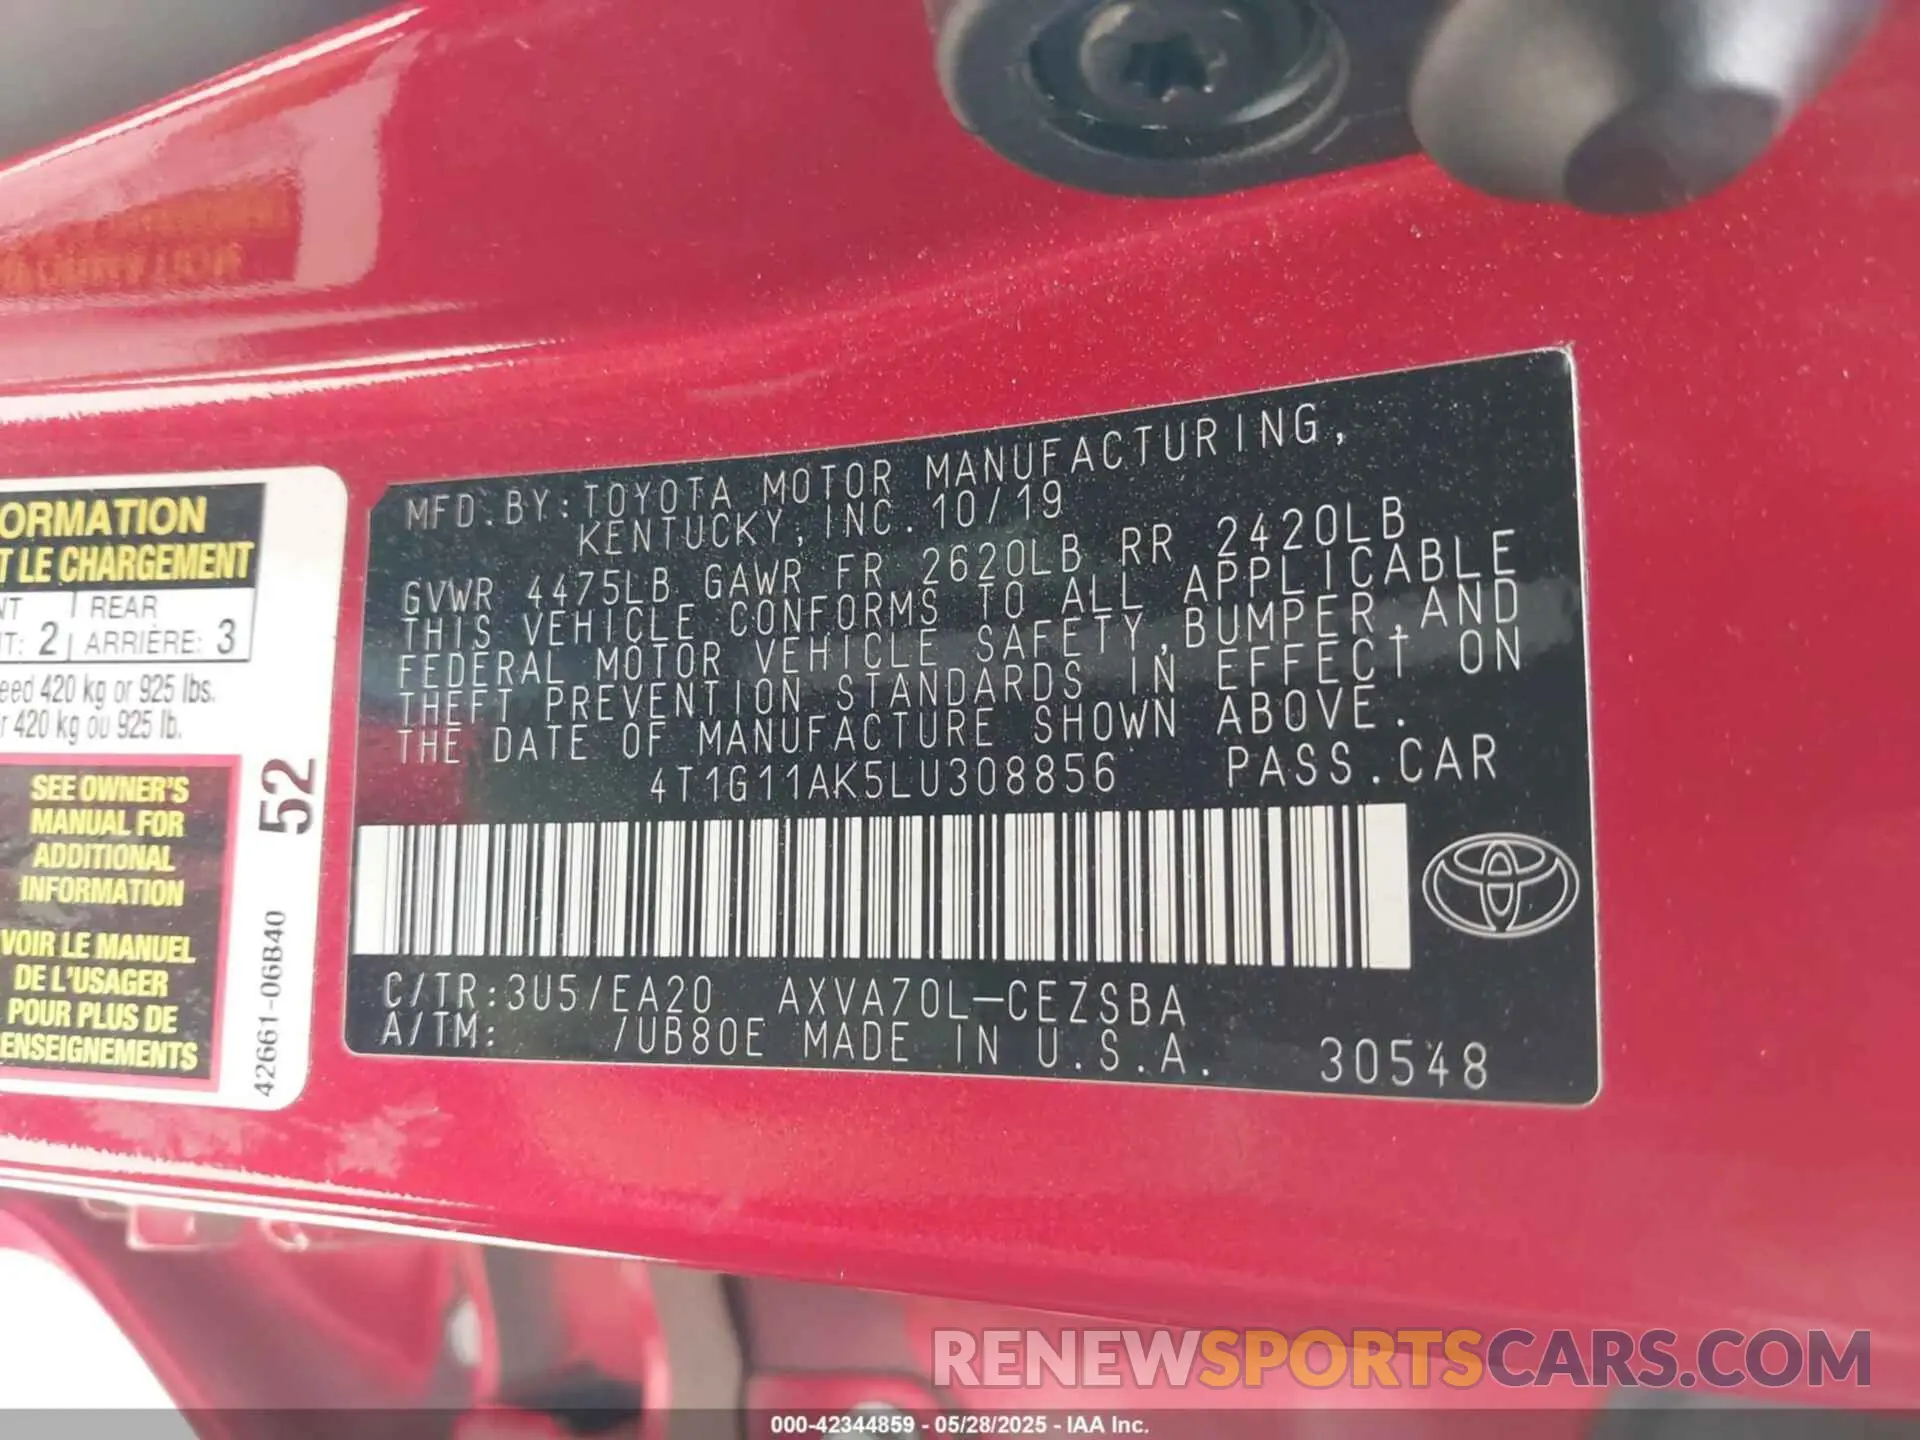 MFD. BY: TOYOTA MOTOR MANUFACTURING,
KENTUCKY, INC. 10/19
GVWR 4475LB GAWR FR 2620LB RR 2420LB
THIS VEHICLE CONFORMS TO ALL APPLICABLE
FEDERAL MOTOR VEHICLE SAFETY, BUMPER, AND
THEFT PREVENTION STANDARDS IN EFFECT ON
THE DATE OF MANUFACTURE SHOWN ABOVE.
4T1G11AK5LU308856 PASS. CAR
C/TR: 3U5/EA20 AXVA70L-CEZSBA
A/TM: /UB80E MADE IN U.S.A. 30548
ORMATION
T LE CHARGEMENT
NT REAR
T: 2 ARRIÈRE: 3
eed 420 kg or 925 lbs.
r 420 kg ou 925 lb.
SEE OWNER'S
MANUAL FOR
ADDITIONAL
INFORMATION
VOIR LE MANUEL
DE L'USAGER
POUR PLUS DE
ENSEIGNEMENTS
52
42661-06B40
RENEWSPORTSCARS.COM
000-42344859 - 05/28/2025 - IAA Inc.